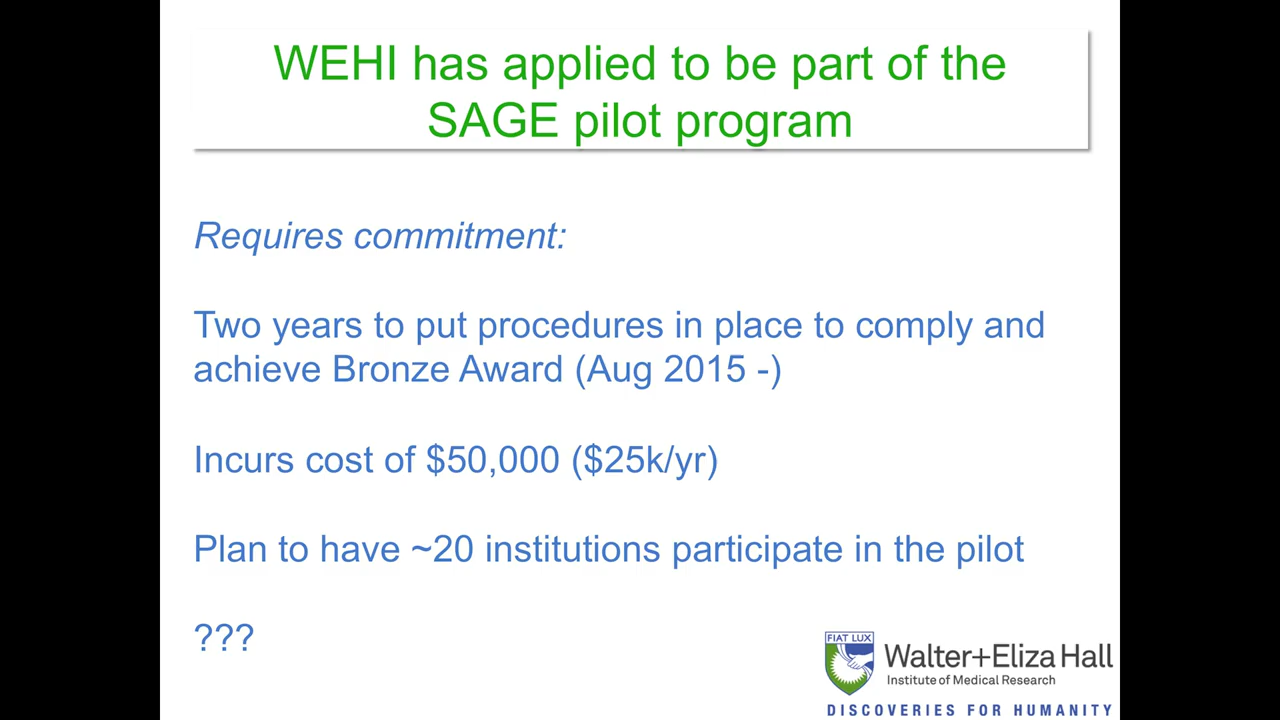 WEHI has applied to be part of the
SAGE pilot program
Requires commitment:
Two years to put procedures in place to comply and
achieve Bronze Award (Aug 2015 -)
Incurs cost of $50,000 ($25k/yr)
Plan to have ~20 institutions participate in the pilot
???
FIAT LUX
Walter+Eliza Hall
Institute of Medical Research
DISCOVERIES FOR HUMANITY